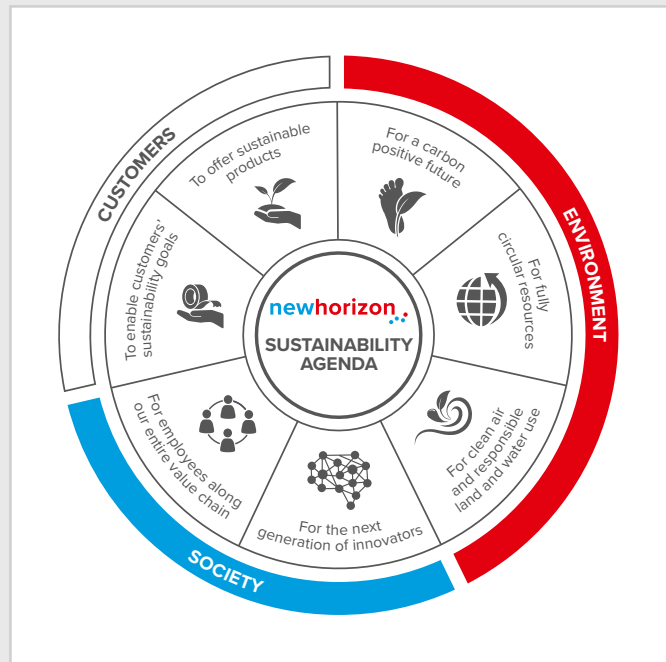 newhorizon
SUSTAINABILITY
AGENDA
CUSTOMERS
To enable customers'
sustainability goals
To offer sustainable
products
ENVIRONMENT
For a carbon
positive future
For fully
circular resources
For clean air
and responsible
land and water use
SOCIETY
For the next
generation of innovators
For employees along
our entire value chain